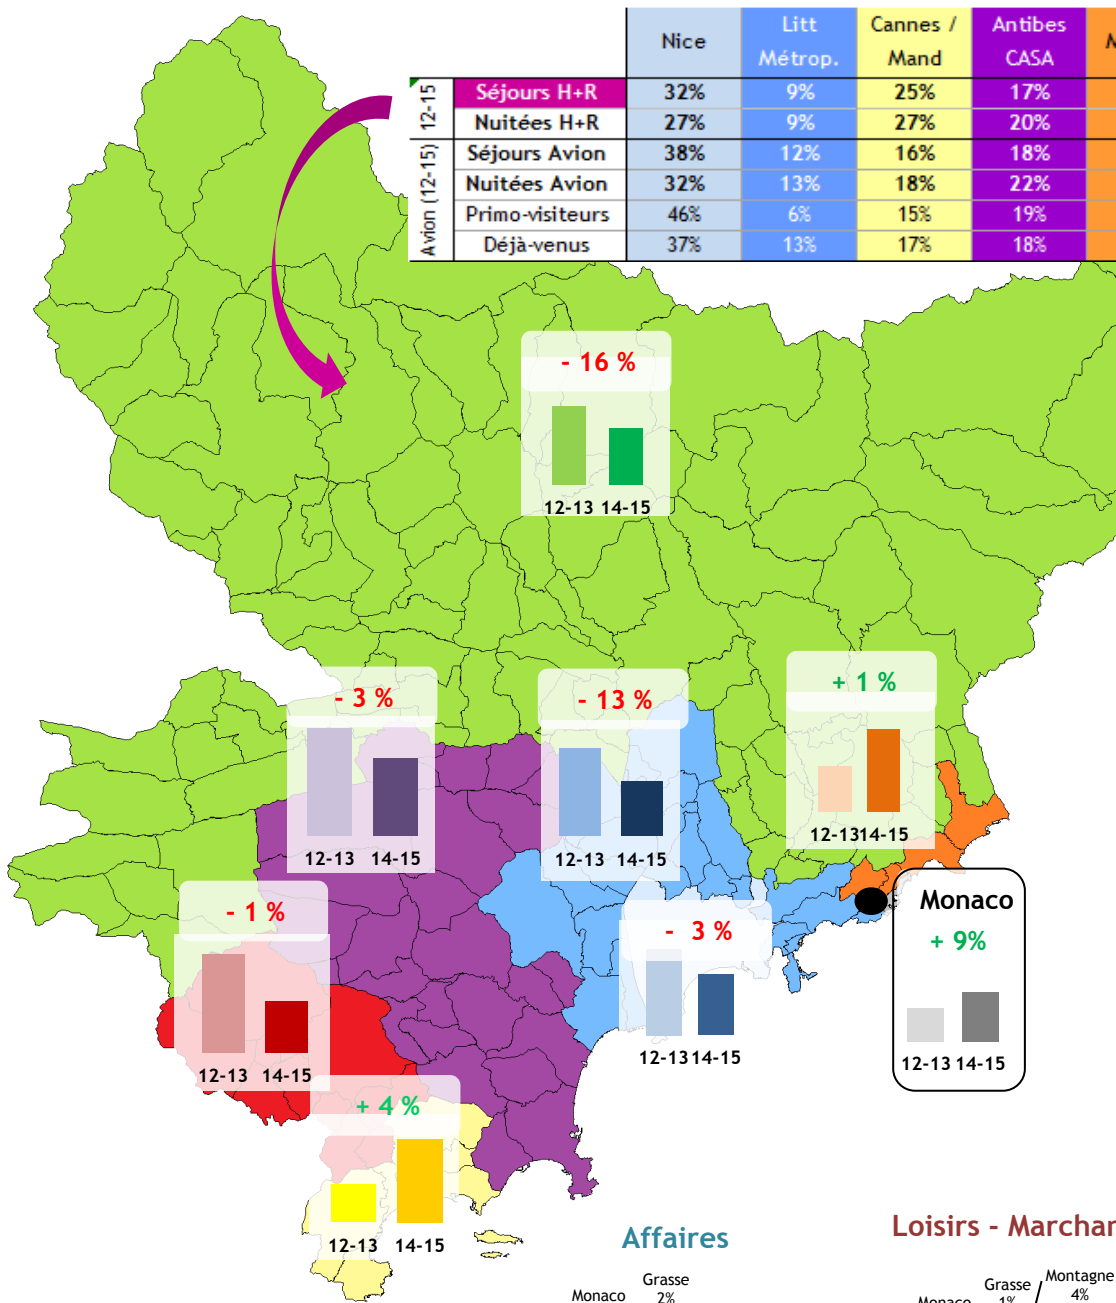 Nice
Litt Métrop.
Cannes / Mand
Antibes CASA
M
12-15
Séjours H+R 32% 9% 25% 17%
Nuitées H+R 27% 9% 27% 20%
Avion (12-15)
Séjours Avion 38% 12% 16% 18%
Nuitées Avion 32% 13% 18% 22%
Primo-visiteurs 46% 6% 15% 19%
Déjà-venus 37% 13% 17% 18%
- 16 %
12-13 14-15
- 3 %
12-13 14-15
- 13 %
12-13 14-15
+ 1 %
12-13 14-15
- 1 %
12-13 14-15
- 3 %
12-13 14-15
Monaco
+ 9%
12-13 14-15
+ 4 %
12-13 14-15
Affaires
Monaco
Grasse
2%
Loisirs - Marchan
Monaco
Grasse
1%
Montagne
4%